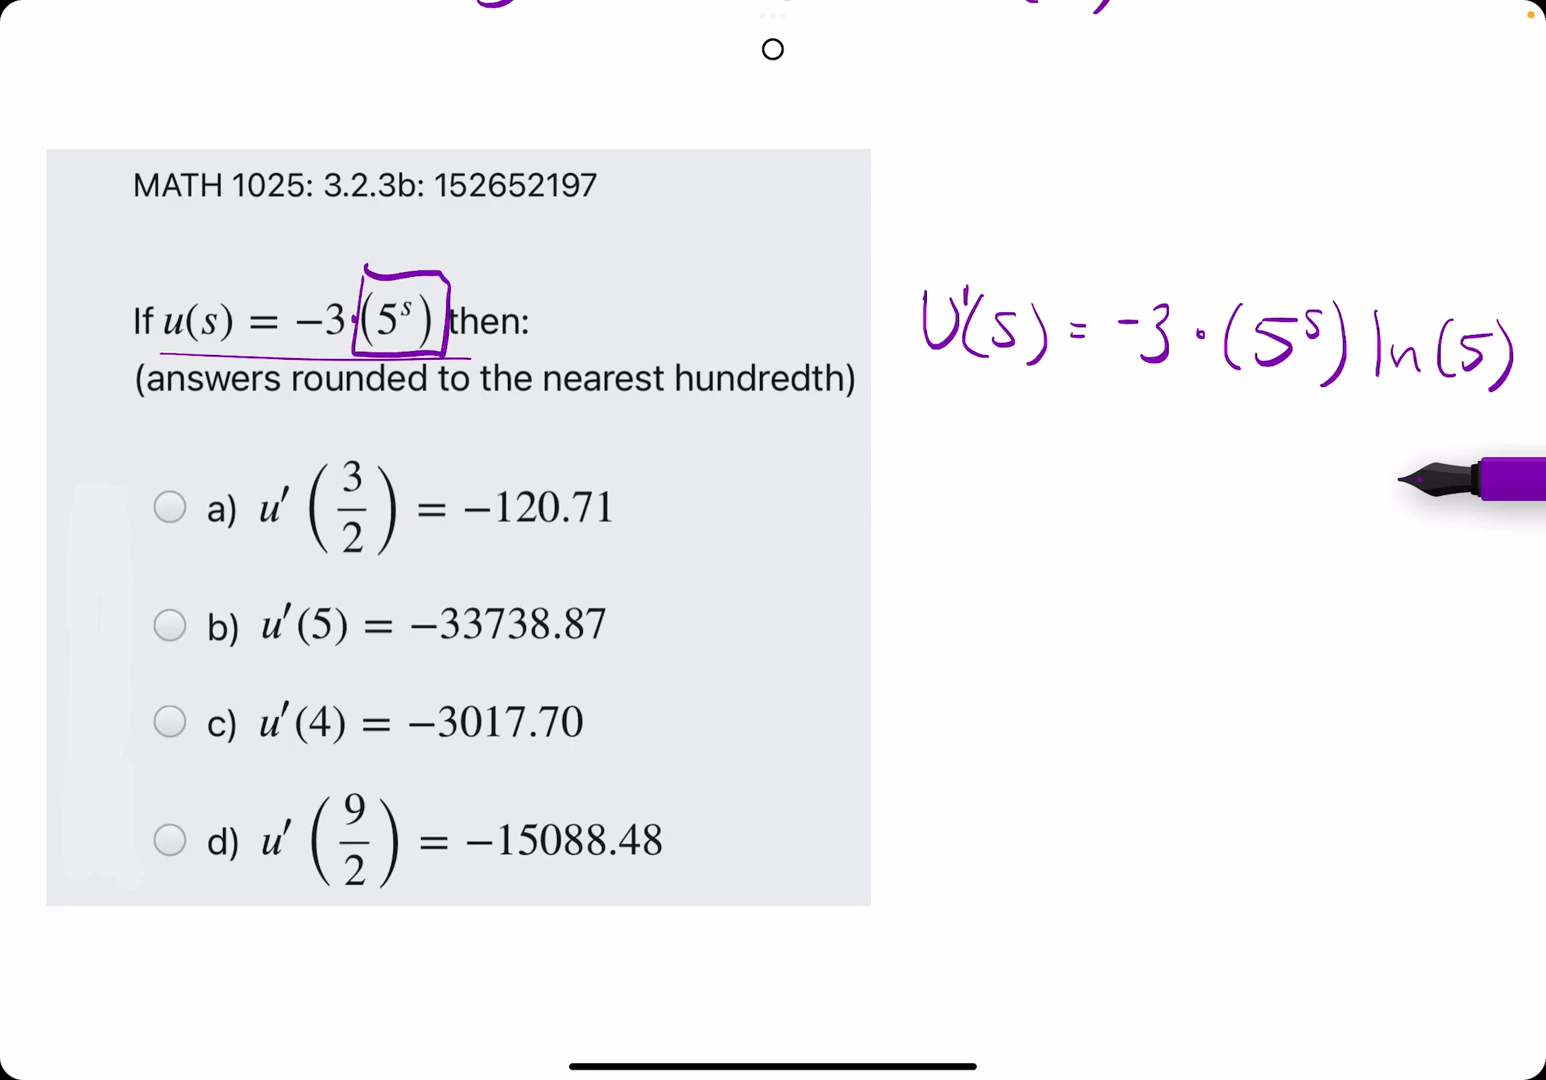 MATH 1025: 3.2.3b: 152652197
If u(s) = −3·(5^s) then:
(answers rounded to the nearest hundredth)
U'(s) = -3 · (5^s) ln(5)
a) u′(3/2) = −120.71
b) u′(5) = −33738.87
c) u′(4) = −3017.70
d) u′(9/2) = −15088.48